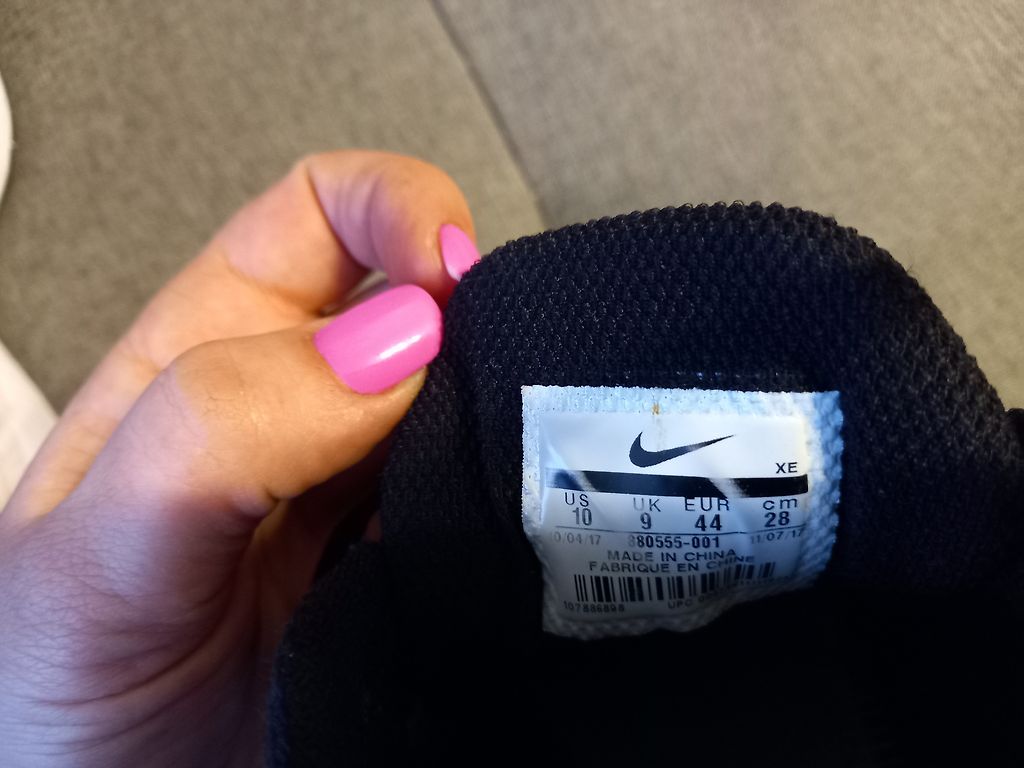 XE
US UK EUR cm
10 9 44 28
10/04/17 880555-001 11/07/17
MADE IN CHINA
FABRIQUE EN CHINE
107886898 UPC